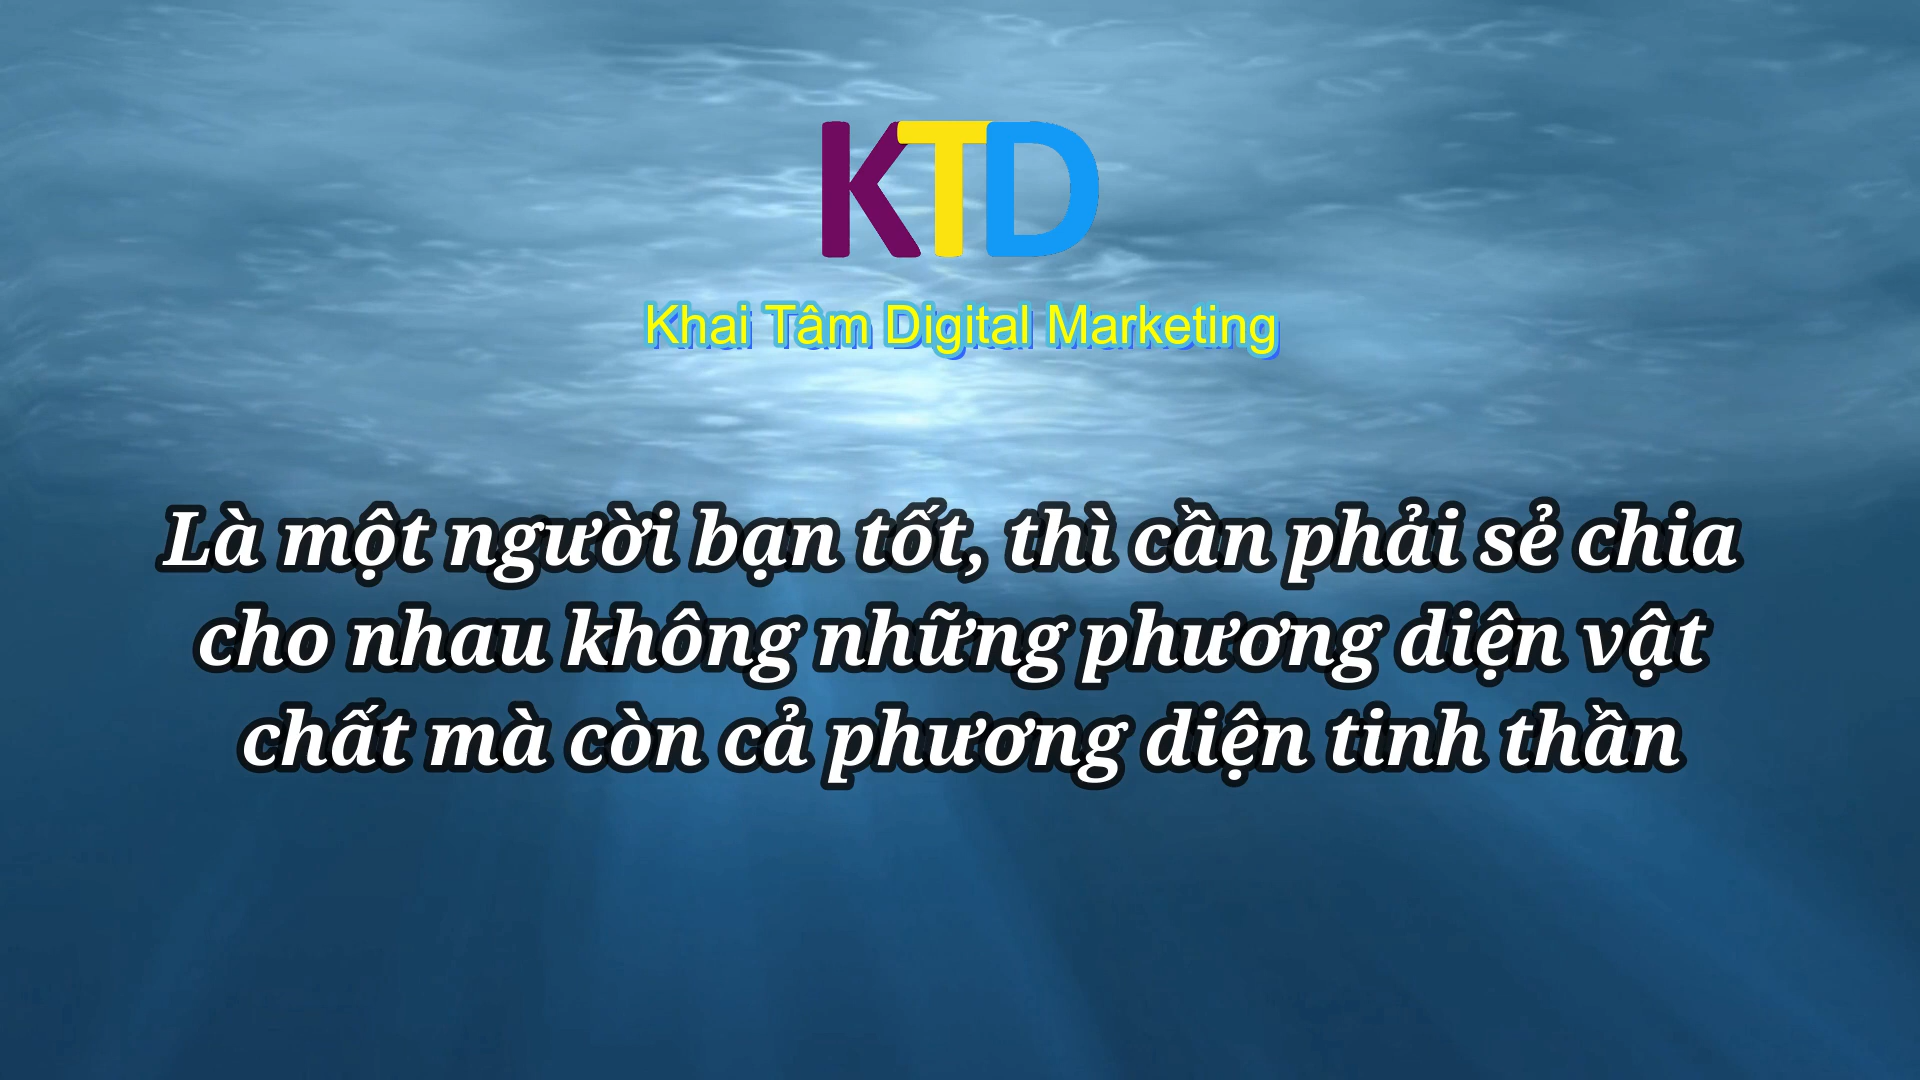 KTD
Khai Tâm Digital Marketing
Là một người bạn tốt, thì cần phải sẻ chia
cho nhau không những phương diện vật
chất mà còn cả phương diện tinh thần